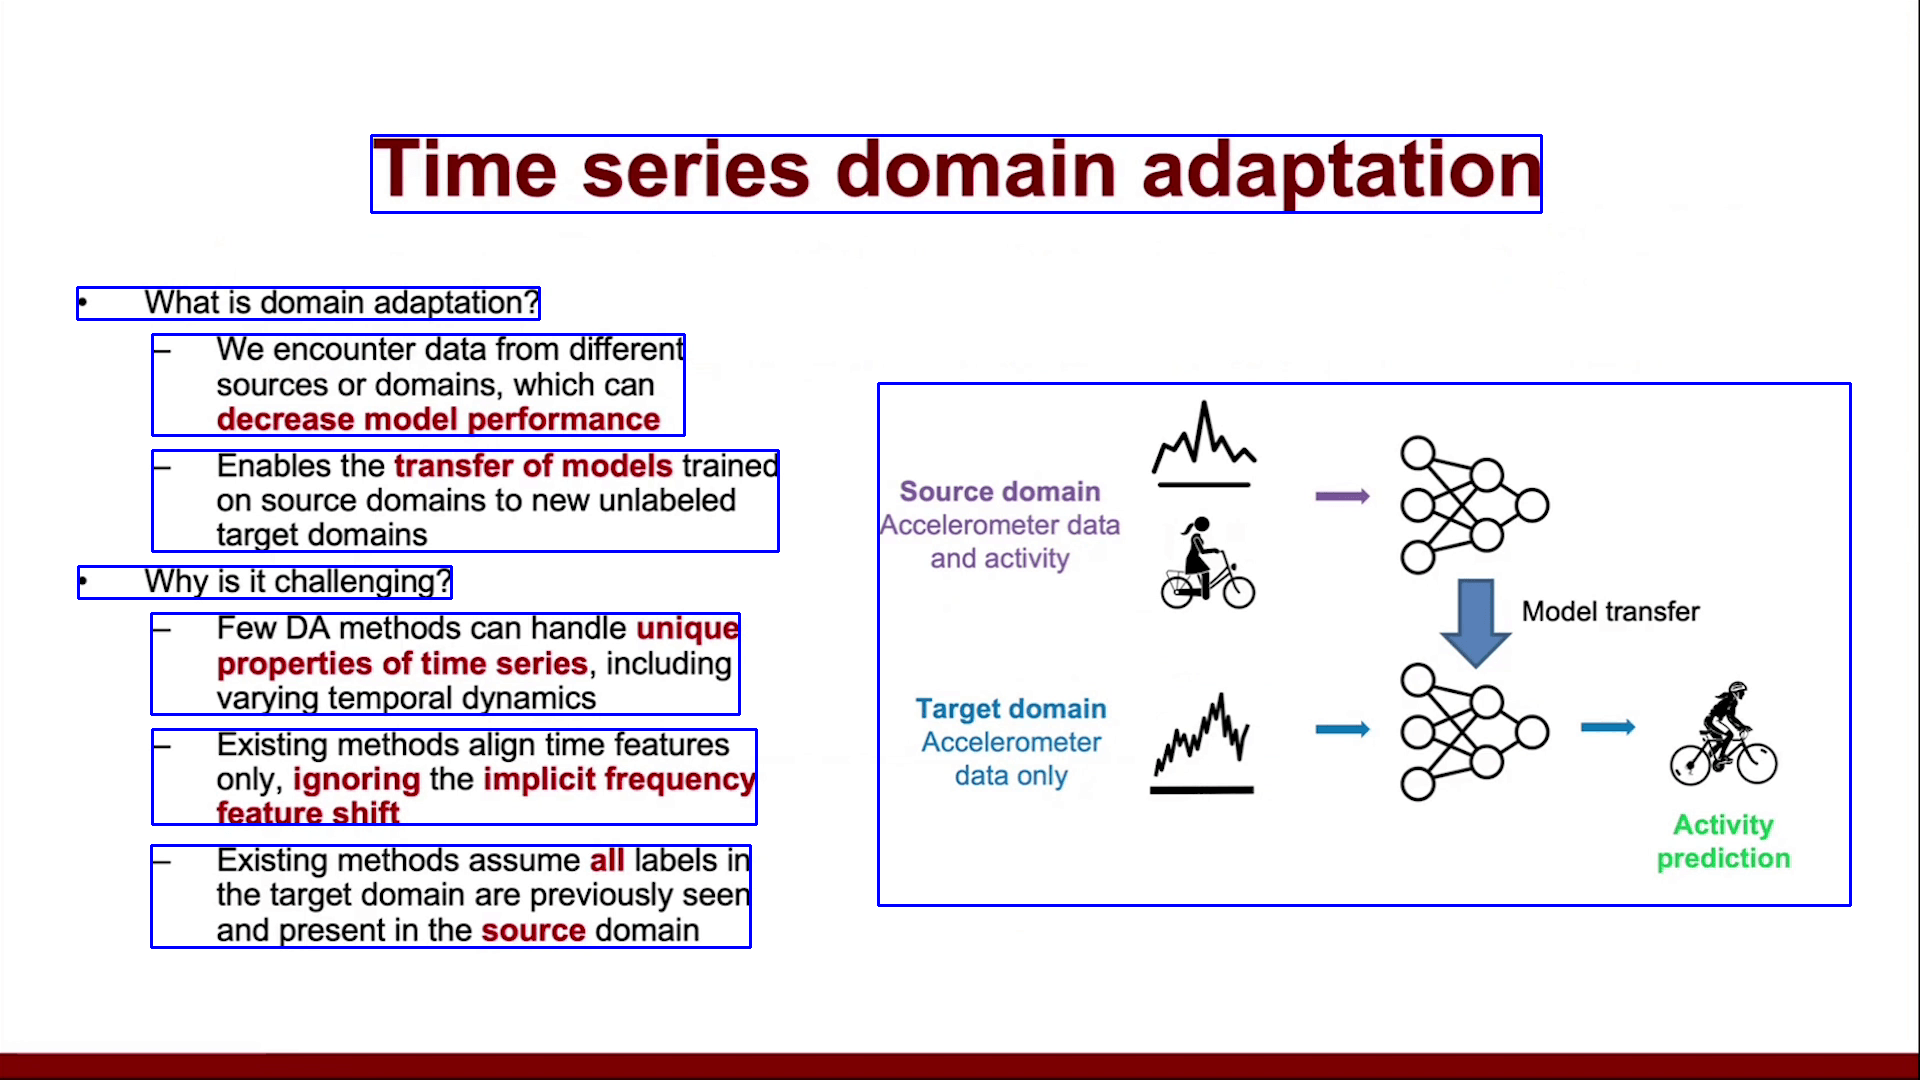 Time series domain adaptation
• What is domain adaptation?
– We encounter data from different
sources or domains, which can
decrease model performance
– Enables the transfer of models trained
on source domains to new unlabeled
target domains
• Why is it challenging?
– Few DA methods can handle unique
properties of time series, including
varying temporal dynamics
– Existing methods align time features
only, ignoring the implicit frequency
feature shift
– Existing methods assume all labels in
the target domain are previously seen
and present in the source domain
Source domain
Accelerometer data
and activity
Model transfer
Target domain
Accelerometer
data only
Activity
prediction